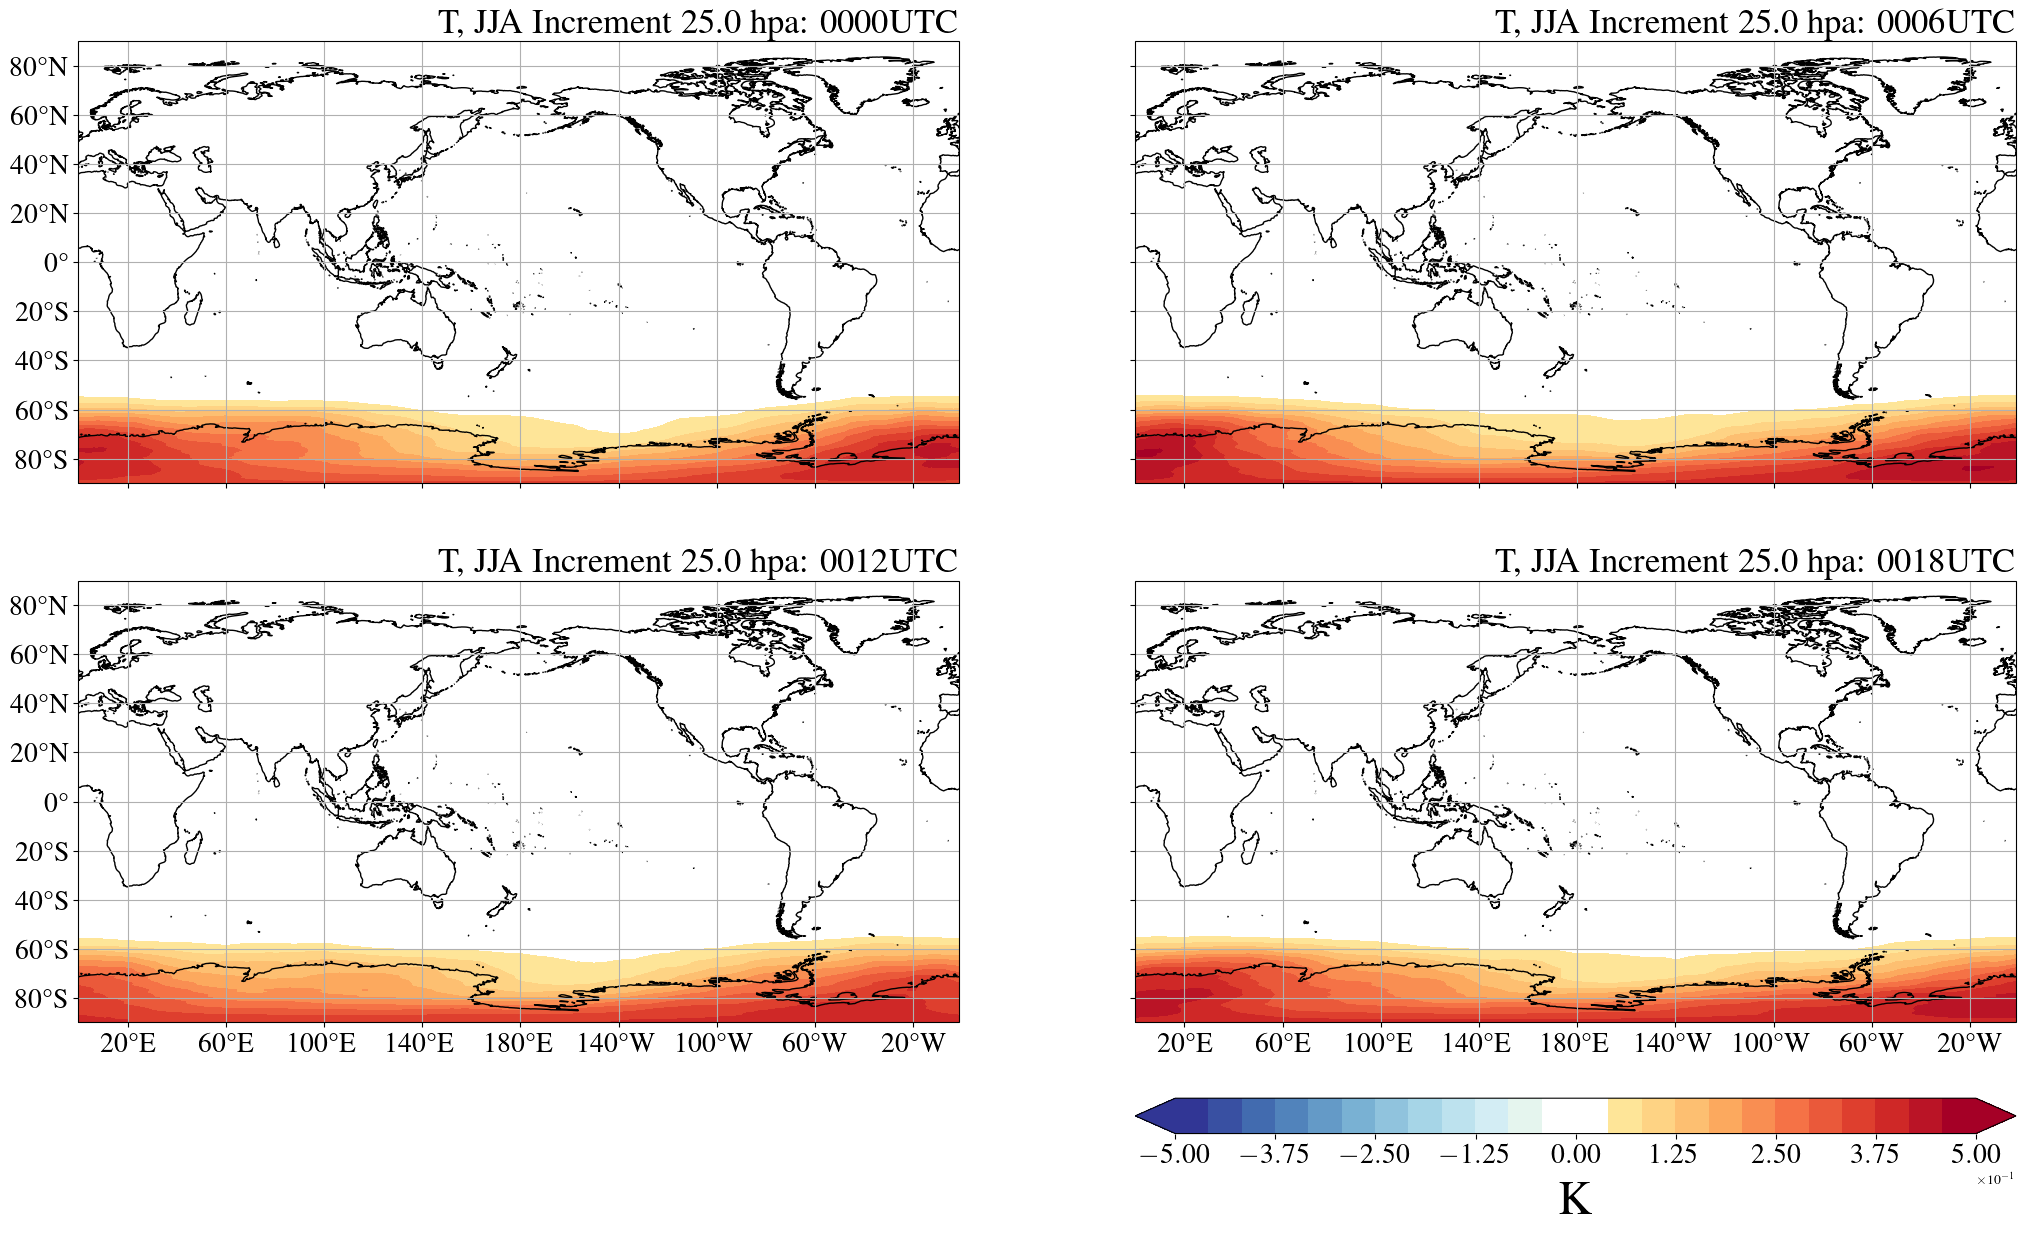 T, JJA Increment 25.0 hpa: 0000UTC
T, JJA Increment 25.0 hpa: 0006UTC
80°N
60°N
40°N
20°N
0°
20°S
40°S
60°S
80°S
T, JJA Increment 25.0 hpa: 0012UTC
T, JJA Increment 25.0 hpa: 0018UTC
80°N
60°N
40°N
20°N
0°
20°S
40°S
60°S
80°S
20°E 60°E 100°E 140°E 180°E 140°W 100°W 60°W 20°W
20°E 60°E 100°E 140°E 180°E 140°W 100°W 60°W 20°W
−5.00 −3.75 −2.50 −1.25 0.00 1.25 2.50 3.75 5.00
×10⁻¹
K